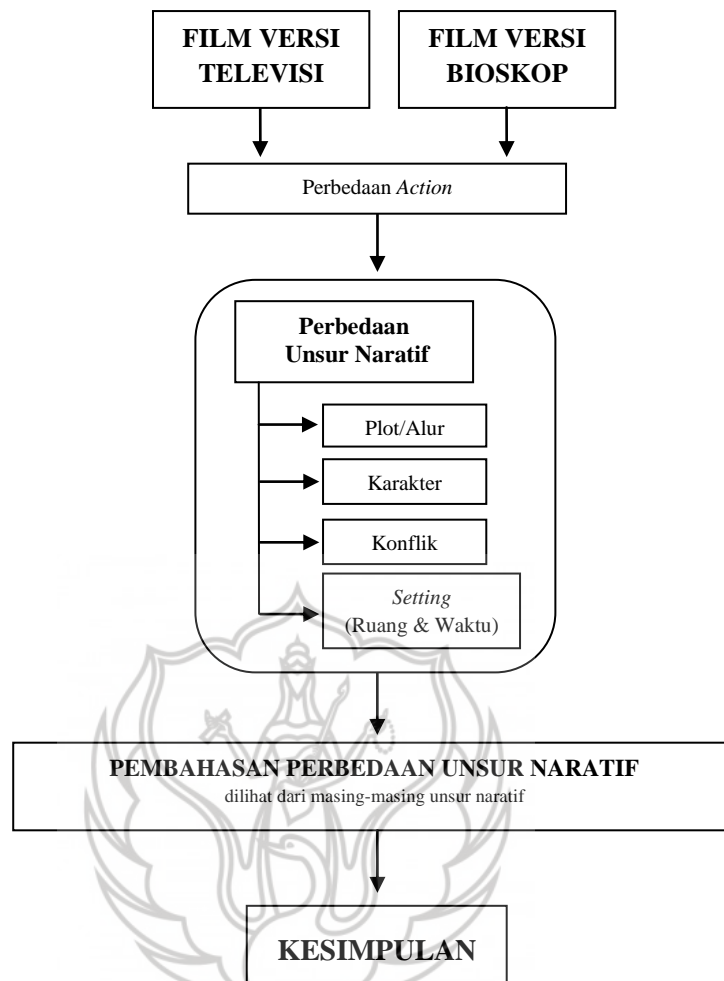 FILM VERSI
TELEVISI
FILM VERSI
BIOSKOP
Perbedaan Action
Perbedaan
Unsur Naratif
Plot/Alur
Karakter
Konflik
Setting
(Ruang & Waktu)
PEMBAHASAN PERBEDAAN UNSUR NARATIF
dilihat dari masing-masing unsur naratif
KESIMPULAN